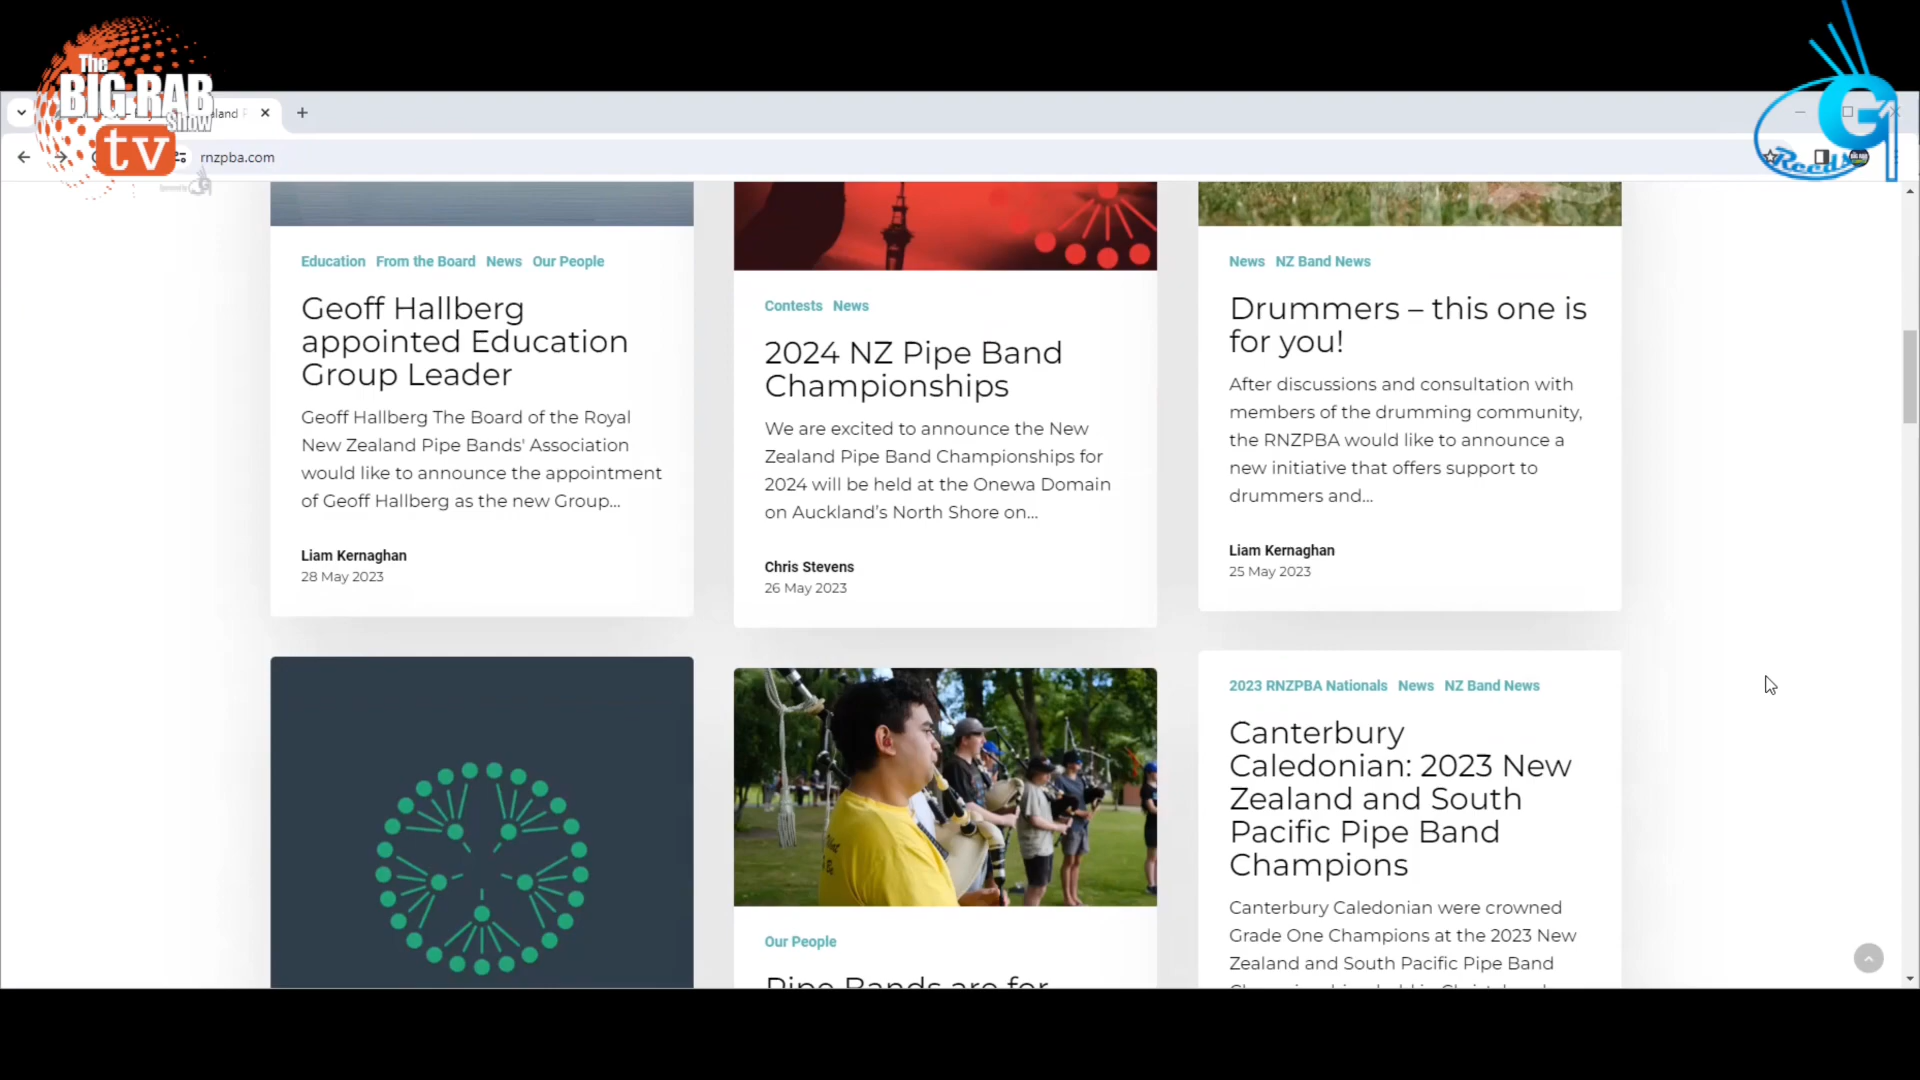 The
BIG RAB
Show
tv
aland
rnzpba.com
G1
Reeds
Education From the Board News Our People
Geoff Hallberg
appointed Education
Group Leader
Geoff Hallberg The Board of the Royal
New Zealand Pipe Bands' Association
would like to announce the appointment
of Geoff Hallberg as the new Group...
Liam Kernaghan
28 May 2023
Contests News
2024 NZ Pipe Band
Championships
We are excited to announce the New
Zealand Pipe Band Championships for
2024 will be held at the Onewa Domain
on Auckland’s North Shore on...
Chris Stevens
26 May 2023
News NZ Band News
Drummers – this one is
for you!
After discussions and consultation with
members of the drumming community,
the RNZPBA would like to announce a
new initiative that offers support to
drummers and...
Liam Kernaghan
25 May 2023
Our People
Pipe Bands are for
2023 RNZPBA Nationals News NZ Band News
Canterbury
Caledonian: 2023 New
Zealand and South
Pacific Pipe Band
Champions
Canterbury Caledonian were crowned
Grade One Champions at the 2023 New
Zealand and South Pacific Pipe Band